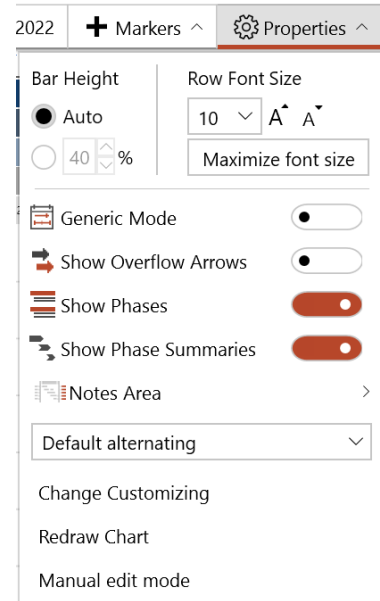 2022 Markers Properties
Bar Height Row Font Size
Auto 10 A A
40 % Maximize font size
Generic Mode
Show Overflow Arrows
Show Phases
Show Phase Summaries
Notes Area
Default alternating
Change Customizing
Redraw Chart
Manual edit mode